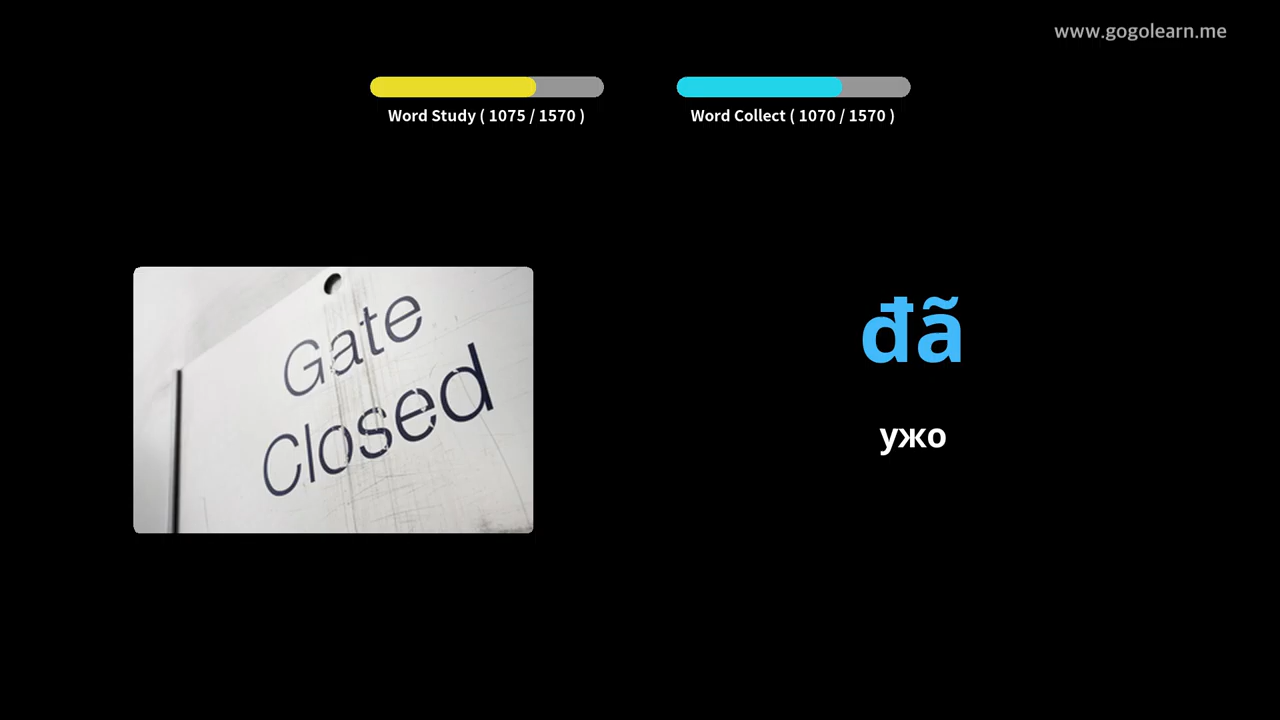 www.gogolearn.me
Word Study ( 1075 / 1570 )
Word Collect ( 1070 / 1570 )
Gate
Closed
đã
ужо